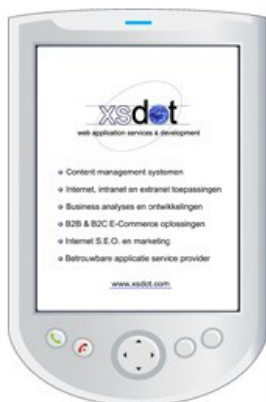 xsdot
web application services & development
Content management systemen
Internet, intranet en extranet toepassingen
Business analyses en ontwikkelingen
B2B & B2C E-Commerce oplossingen
Internet S.E.O. en marketing
Betrouwbare applicatie service provider
www.xsdot.com